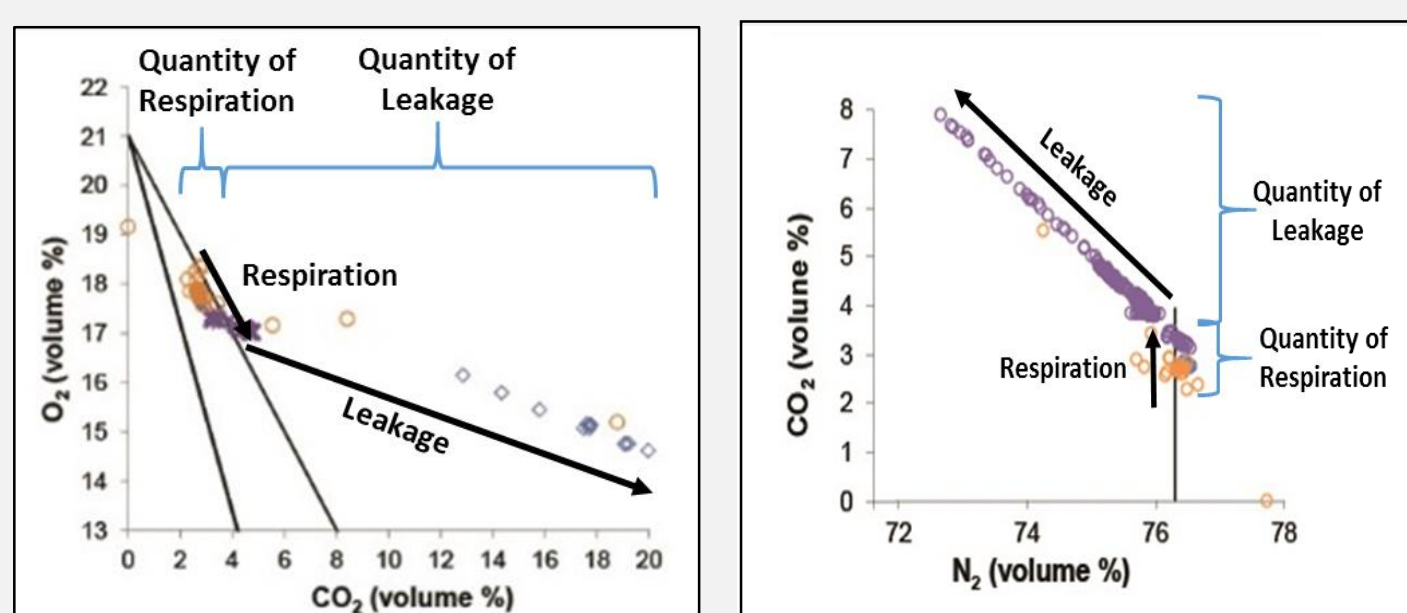 Quantity of
Respiration
Quantity of
Leakage
22
21
20
19
18
17
16
15
14
13
O2 (volume %)
Respiration
Leakage
0 2 4 6 8 10 12 14 16 18 20
CO2 (volume %)
8
7
6
5
4
3
2
1
0
CO2 (volune %)
Leakage
Quantity of
Leakage
Respiration
Quantity of
Respiration
72 74 76 78
N2 (volume %)